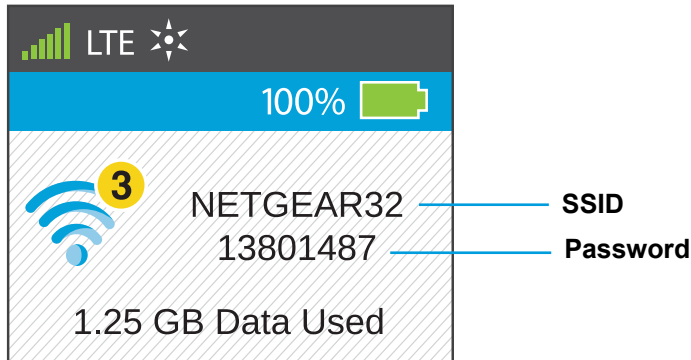 LTE
100%
3
NETGEAR32
SSID
13801487
Password
1.25 GB Data Used